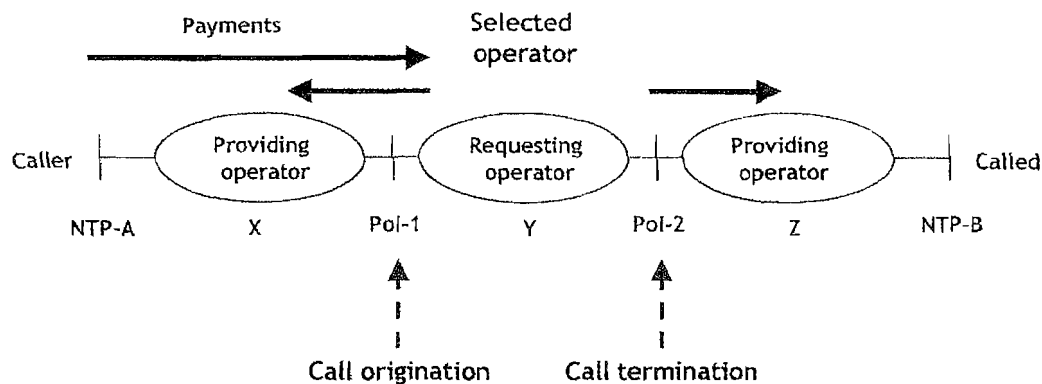 Payments
Selected
operator
Caller
Providing
operator
Requesting
operator
Providing
operator
Called
NTP-A
X
PoI-1
Y
PoI-2
Z
NTP-B
Call origination
Call termination